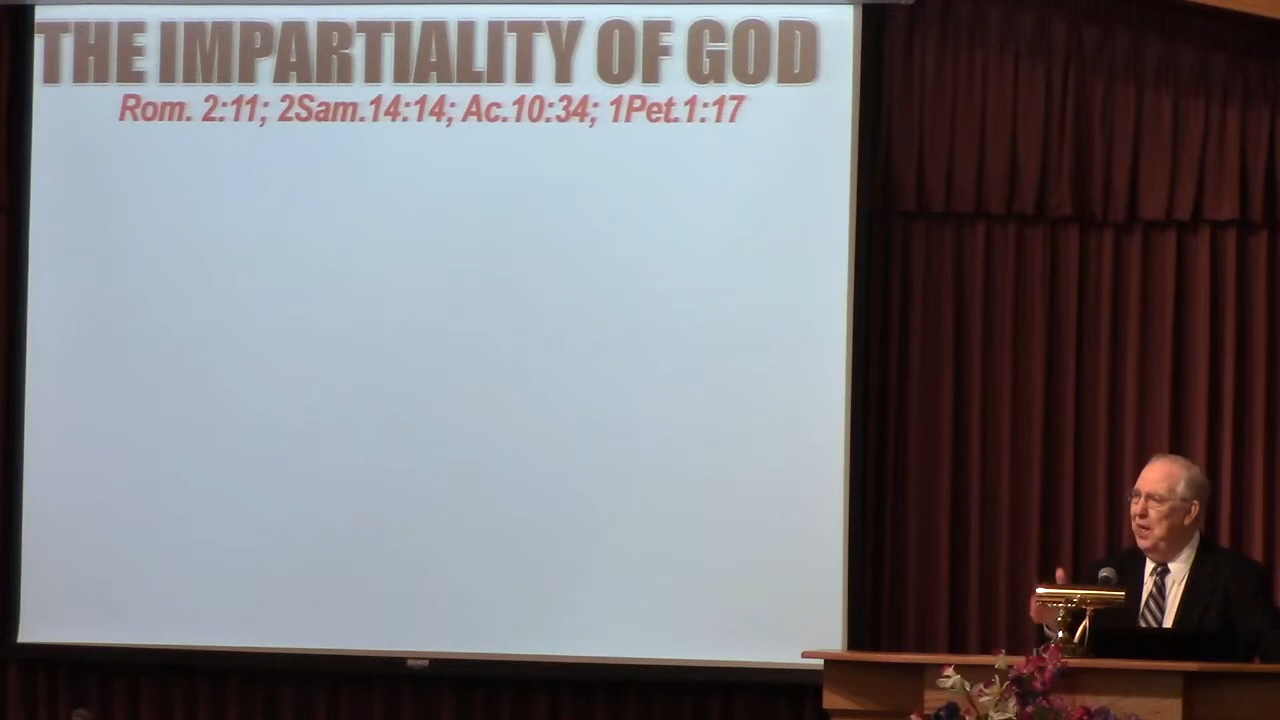 THE IMPARTIALITY OF GOD
Rom. 2:11; 2Sam.14:14; Ac.10:34; 1Pet.1:17